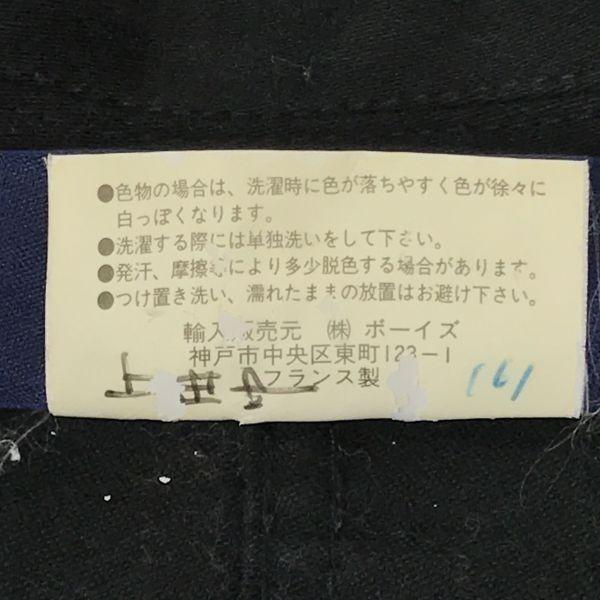 ●色物の場合は、洗濯時に色が落ちやすく色が徐々に
白っぽくなります。
●洗濯する際には単独洗いをして下さい。
●発汗、摩擦等により多少脱色する場合があります。
●つけ置き洗い、濡れたままの放置はお避け下さい。
輸入販売元 ㈱ ボーイズ
神戸市中央区東町123-1
フランス製